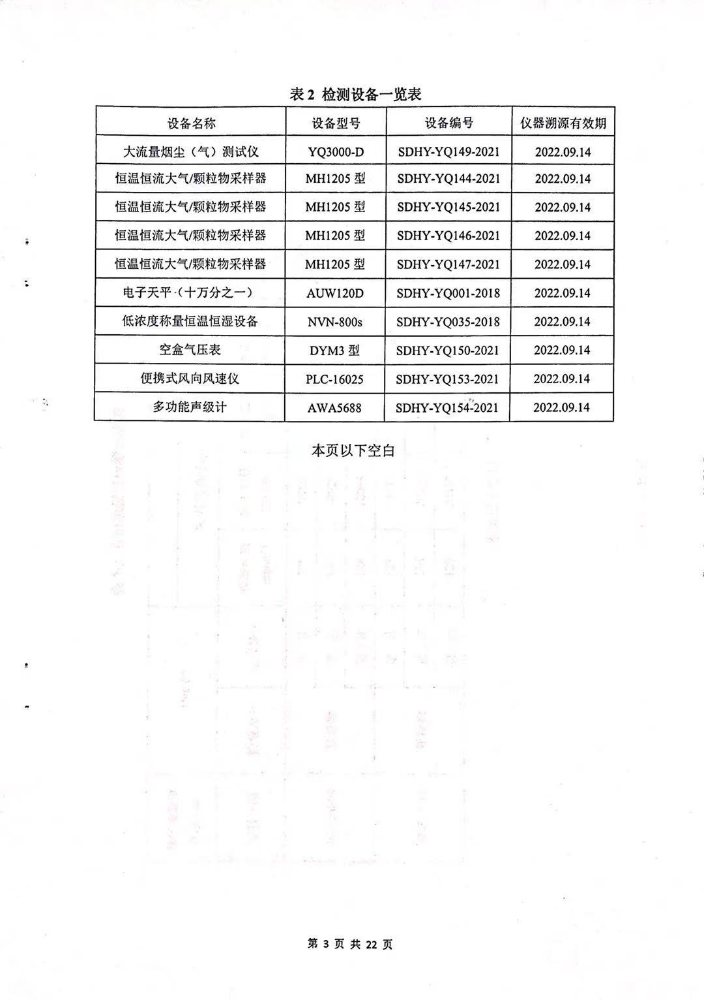 表 2 检测设备一览表
设备名称 设备型号 设备编号 仪器溯源有效期
大流量烟尘（气）测试仪 YQ3000-D SDHY-YQ149-2021 2022.09.14
恒温恒流大气/颗粒物采样器 MH1205 型 SDHY-YQ144-2021 2022.09.14
恒温恒流大气/颗粒物采样器 MH1205 型 SDHY-YQ145-2021 2022.09.14
恒温恒流大气/颗粒物采样器 MH1205 型 SDHY-YQ146-2021 2022.09.14
恒温恒流大气/颗粒物采样器 MH1205 型 SDHY-YQ147-2021 2022.09.14
电子天平（十万分之一） AUW120D SDHY-YQ001-2018 2022.09.14
低浓度称量恒温恒湿设备 NVN-800s SDHY-YQ035-2018 2022.09.14
空盒气压表 DYM3 型 SDHY-YQ150-2021 2022.09.14
便携式风向风速仪 PLC-16025 SDHY-YQ153-2021 2022.09.14
多功能声级计 AWA5688 SDHY-YQ154-2021 2022.09.14
本页以下空白
第 3 页 共 22 页